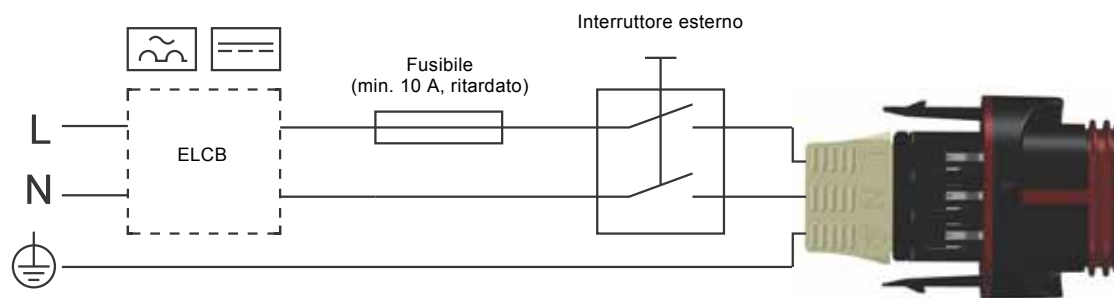 Interruttore esterno
Fusibile
(min. 10 A, ritardato)
L
ELCB
N